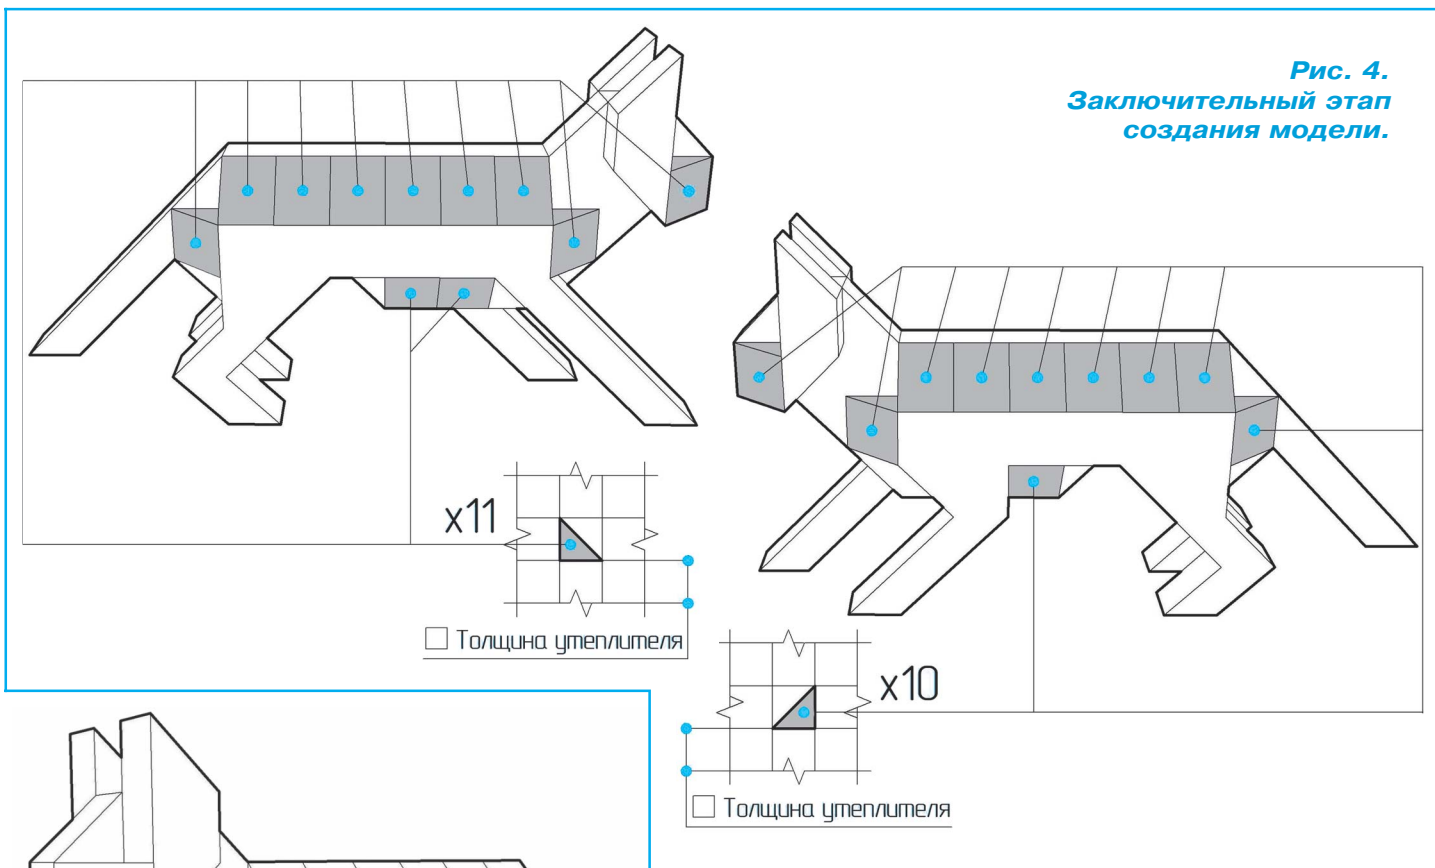 Рис. 4.
Заключительный этап
создания модели.
x11
□ Толщина утеплителя
x10
□ Толщина утеплителя